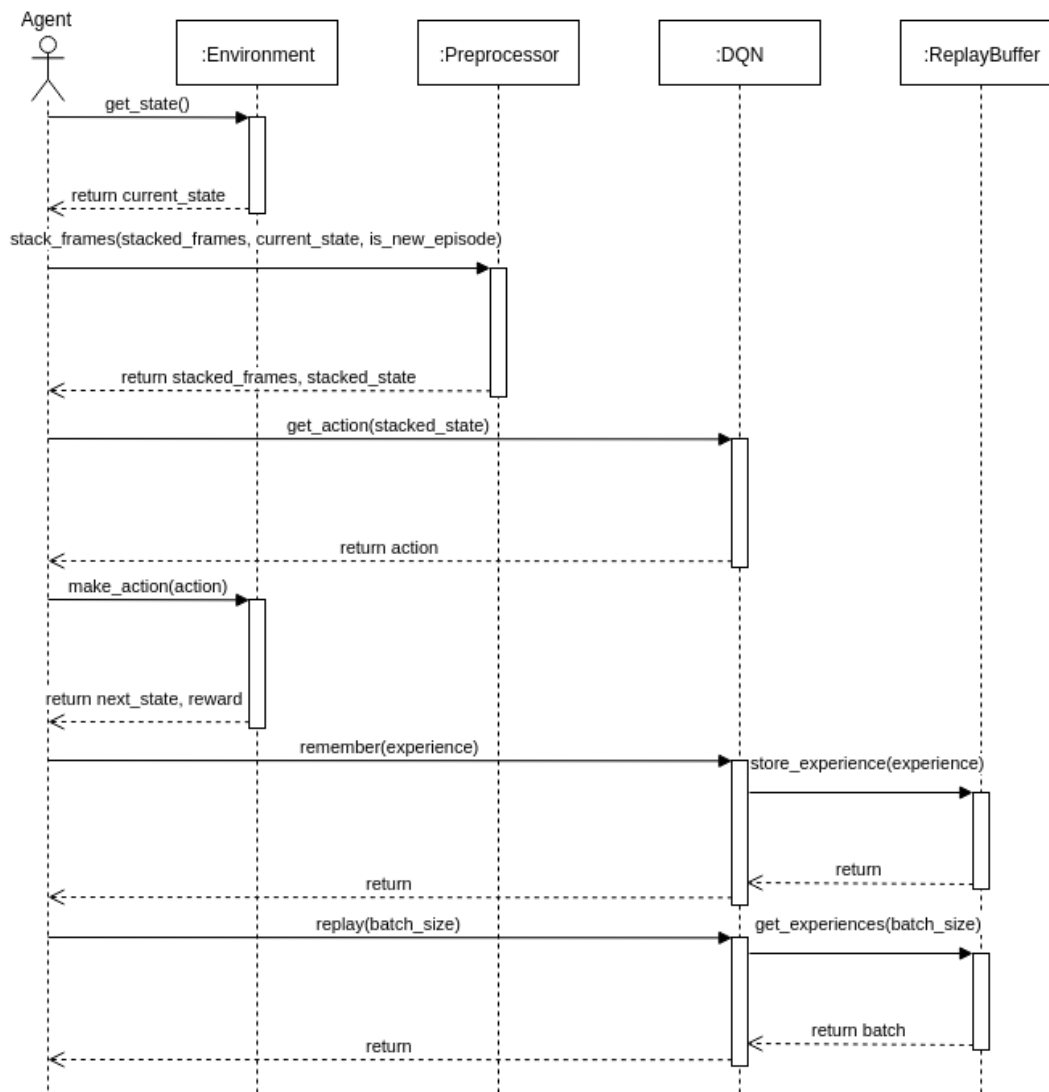 Agent
:Environment
:Preprocessor
:DQN
:ReplayBuffer
get_state()
return current_state
stack_frames(stacked_frames, current_state, is_new_episode)
return stacked_frames, stacked_state
get_action(stacked_state)
return action
make_action(action)
return next_state, reward
remember(experience)
store_experience(experience)
return
return
replay(batch_size)
get_experiences(batch_size)
return batch
return